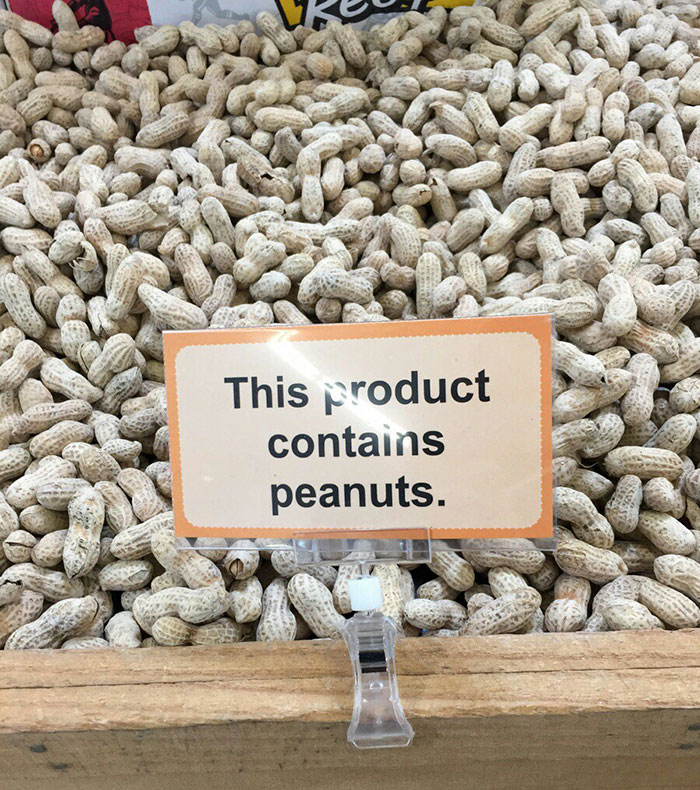 This product
contains
peanuts.